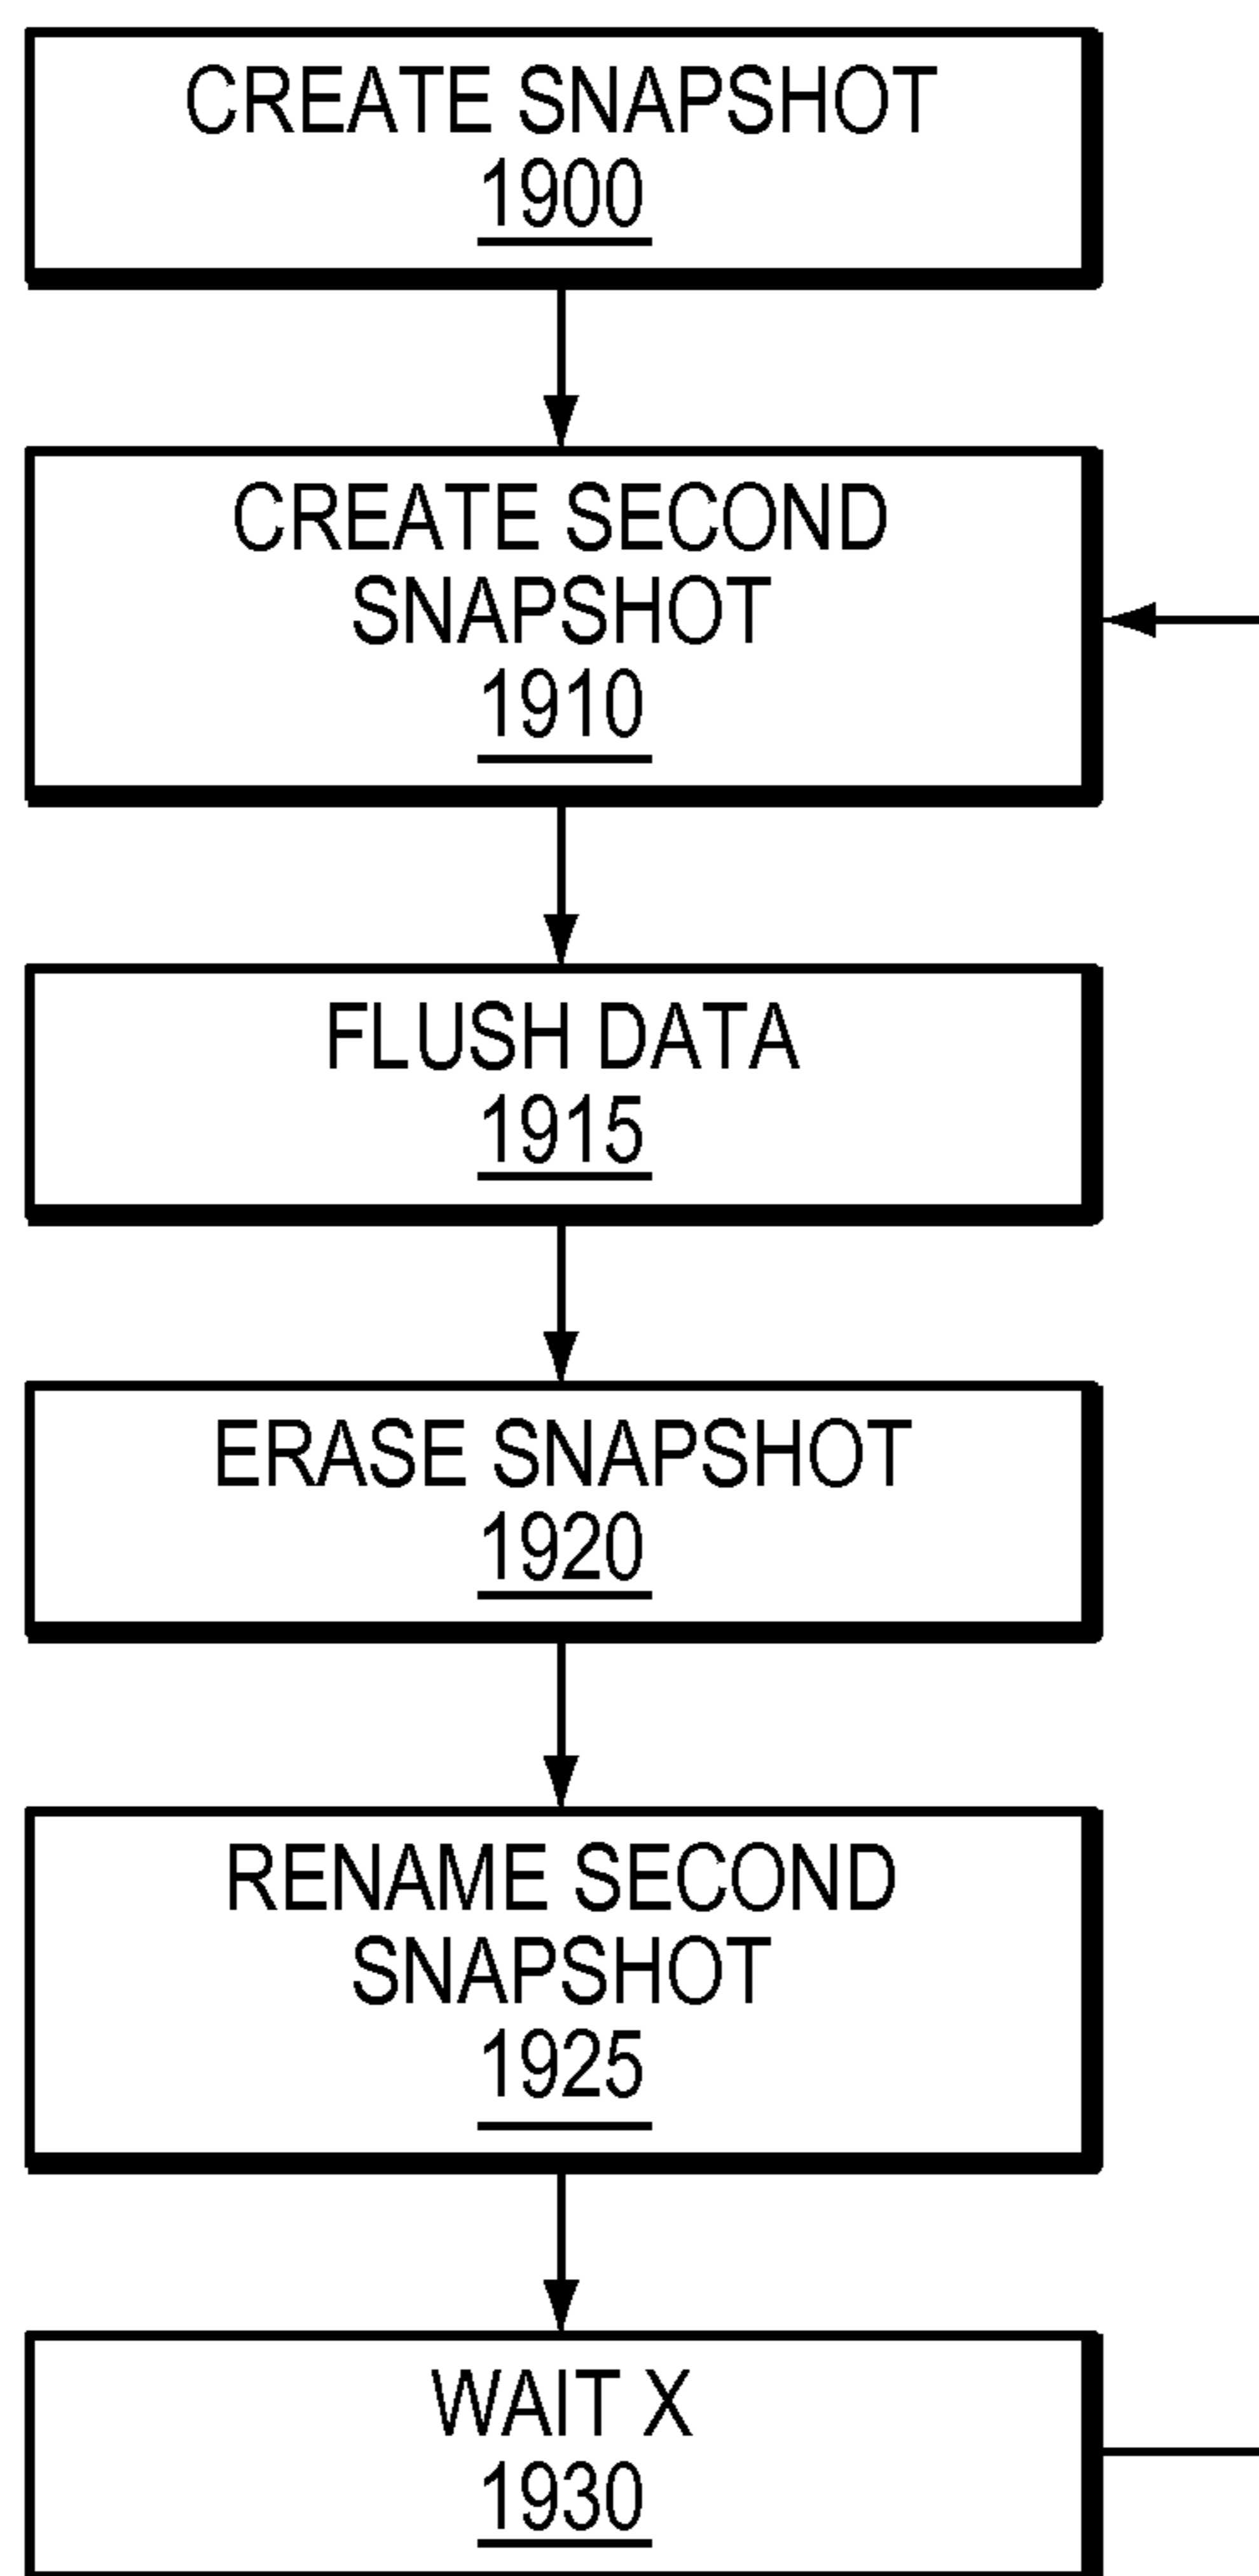 CREATE SNAPSHOT
1900
CREATE SECOND
SNAPSHOT
1910
FLUSH DATA
1915
ERASE SNAPSHOT
1920
RENAME SECOND
SNAPSHOT
1925
WAIT X
1930